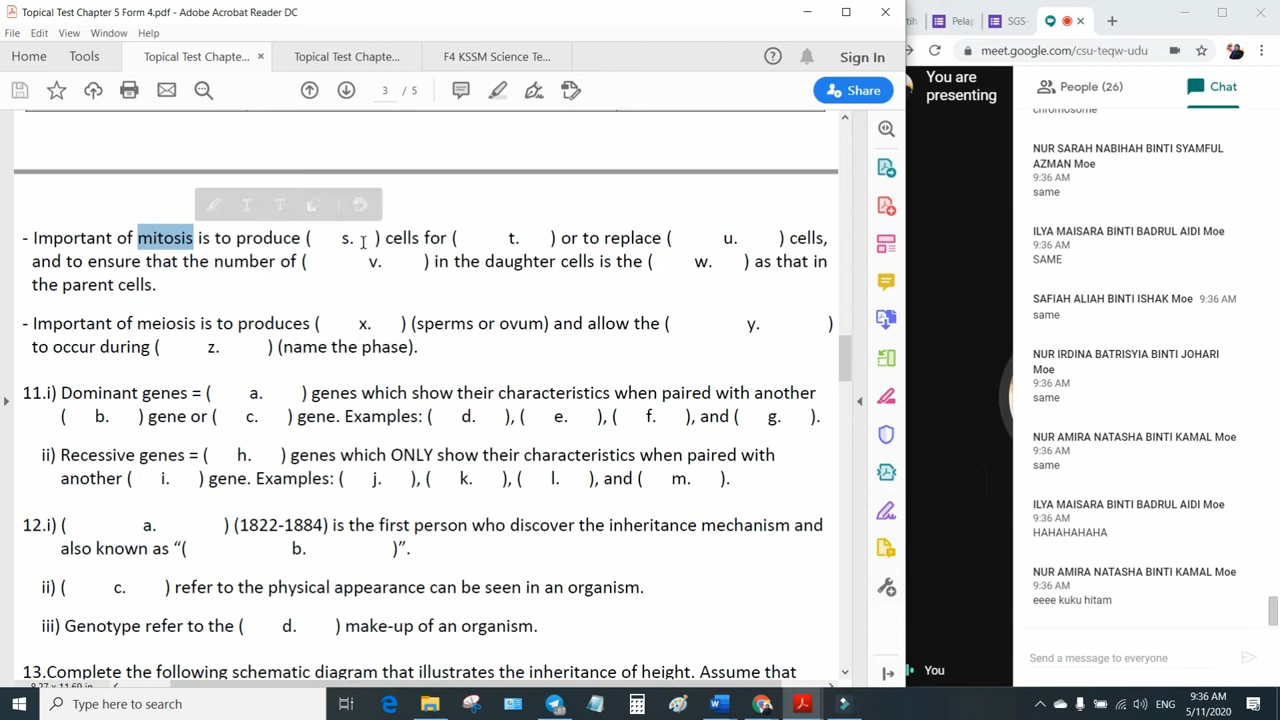 Topical Test Chapter 5 Form 4.pdf - Adobe Acrobat Reader DC
File Edit View Window Help
Home Tools Topical Test Chapte... × Topical Test Chapte... F4 KSSM Science Te... Sign In
3 / 5 Share
- Important of mitosis is to produce ( s. ) cells for ( t. ) or to replace ( u. ) cells,
and to ensure that the number of ( v. ) in the daughter cells is the ( w. ) as that in
the parent cells.
- Important of meiosis is to produces ( x. ) (sperms or ovum) and allow the ( y. )
to occur during ( z. ) (name the phase).
11.i) Dominant genes = ( a. ) genes which show their characteristics when paired with another
( b. ) gene or ( c. ) gene. Examples: ( d. ), ( e. ), ( f. ), and ( g. ).
ii) Recessive genes = ( h. ) genes which ONLY show their characteristics when paired with
another ( i. ) gene. Examples: ( j. ), ( k. ), ( l. ), and ( m. ).
12.i) ( a. ) (1822-1884) is the first person who discover the inheritance mechanism and
also known as “( b. )”.
ii) ( c. ) refer to the physical appearance can be seen in an organism.
iii) Genotype refer to the ( d. ) make-up of an organism.
13.Complete the following schematic diagram that illustrates the inheritance of height. Assume that
8.27 x 11.69 in
Pelaj SGS-
meet.google.com/csu-teqw-udu
You are
presenting
People (26) Chat
chromosome
NUR SARAH NABIHAH BINTI SYAMFUL
AZMAN Moe
9:36 AM
same
ILYA MAISARA BINTI BADRUL AIDI Moe
9:36 AM
SAME
SAFIAH ALIAH BINTI ISHAK Moe 9:36 AM
same
NUR IRDINA BATRISYIA BINTI JOHARI
Moe
9:36 AM
same
NUR AMIRA NATASHA BINTI KAMAL Moe
9:36 AM
same
ILYA MAISARA BINTI BADRUL AIDI Moe
9:36 AM
HAHAHAHAHA
NUR AMIRA NATASHA BINTI KAMAL Moe
9:36 AM
eeee kuku hitam
Send a message to everyone
You
Type here to search
ENG
9:36 AM
5/11/2020